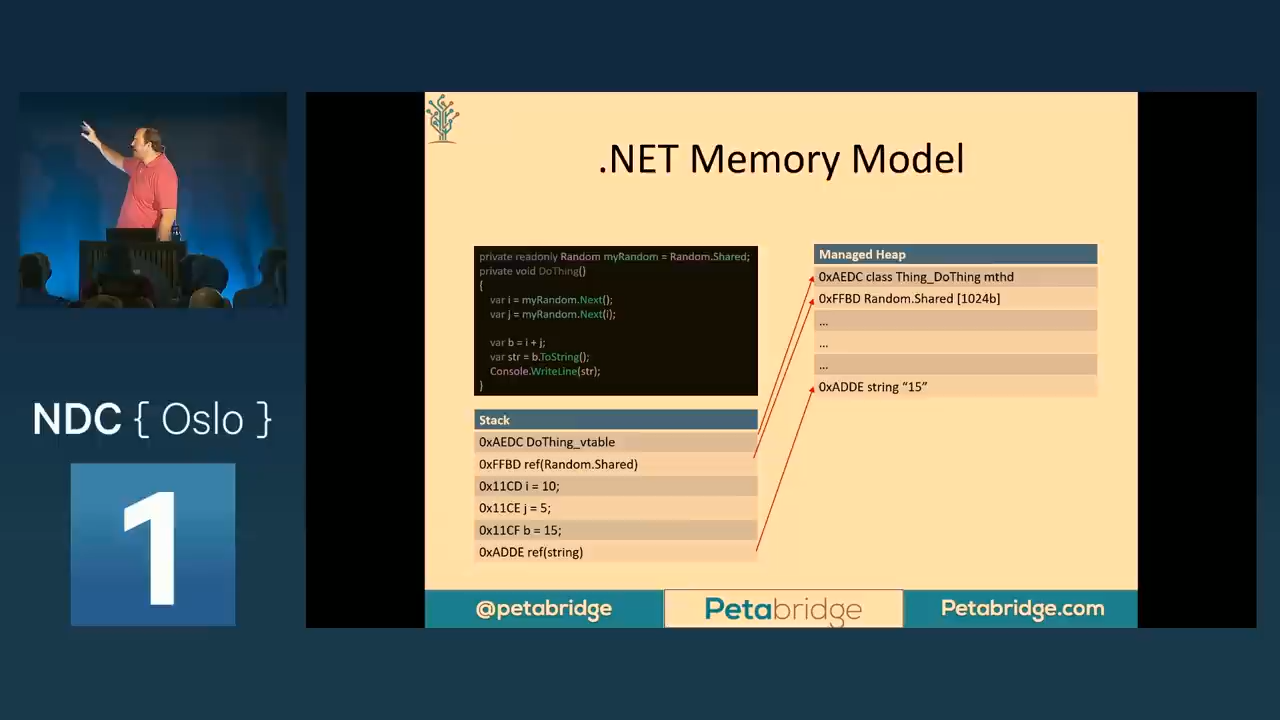 .NET Memory Model
private readonly Random myRandom = Random.Shared;
private void DoThing()
{
var i = myRandom.Next();
var j = myRandom.Next(i);
var b = i + j;
var str = b.ToString();
Console.WriteLine(str);
}
Stack
0xAEDC DoThing_vtable
0xFFBD ref(Random.Shared)
0x11CD i = 10;
0x11CE j = 5;
0x11CF b = 15;
0xADDE ref(string)
Managed Heap
0xAEDC class Thing_DoThing mthd
0xFFBD Random.Shared [1024b]
...
...
...
0xADDE string “15”
NDC { Oslo }
1
@petabridge
Petabridge
Petabridge.com